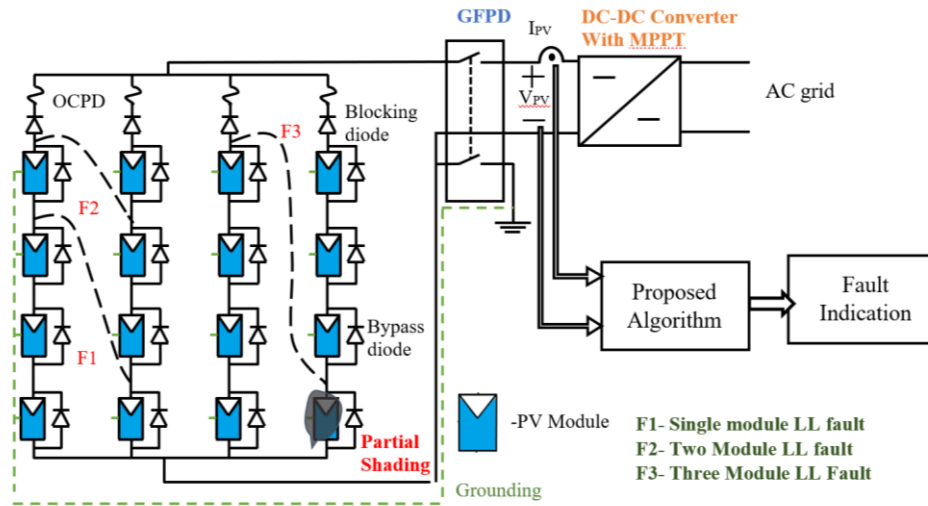 GFPD
DC-DC Converter
With MPPT
IPV
OCPD
Blocking
diode
F3
VPV
AC grid
F2
F1
Bypass
diode
Proposed
Algorithm
Fault
Indication
Partial
Shading
-PV Module
Grounding
F1- Single module LL fault
F2- Two Module LL fault
F3- Three Module LL Fault